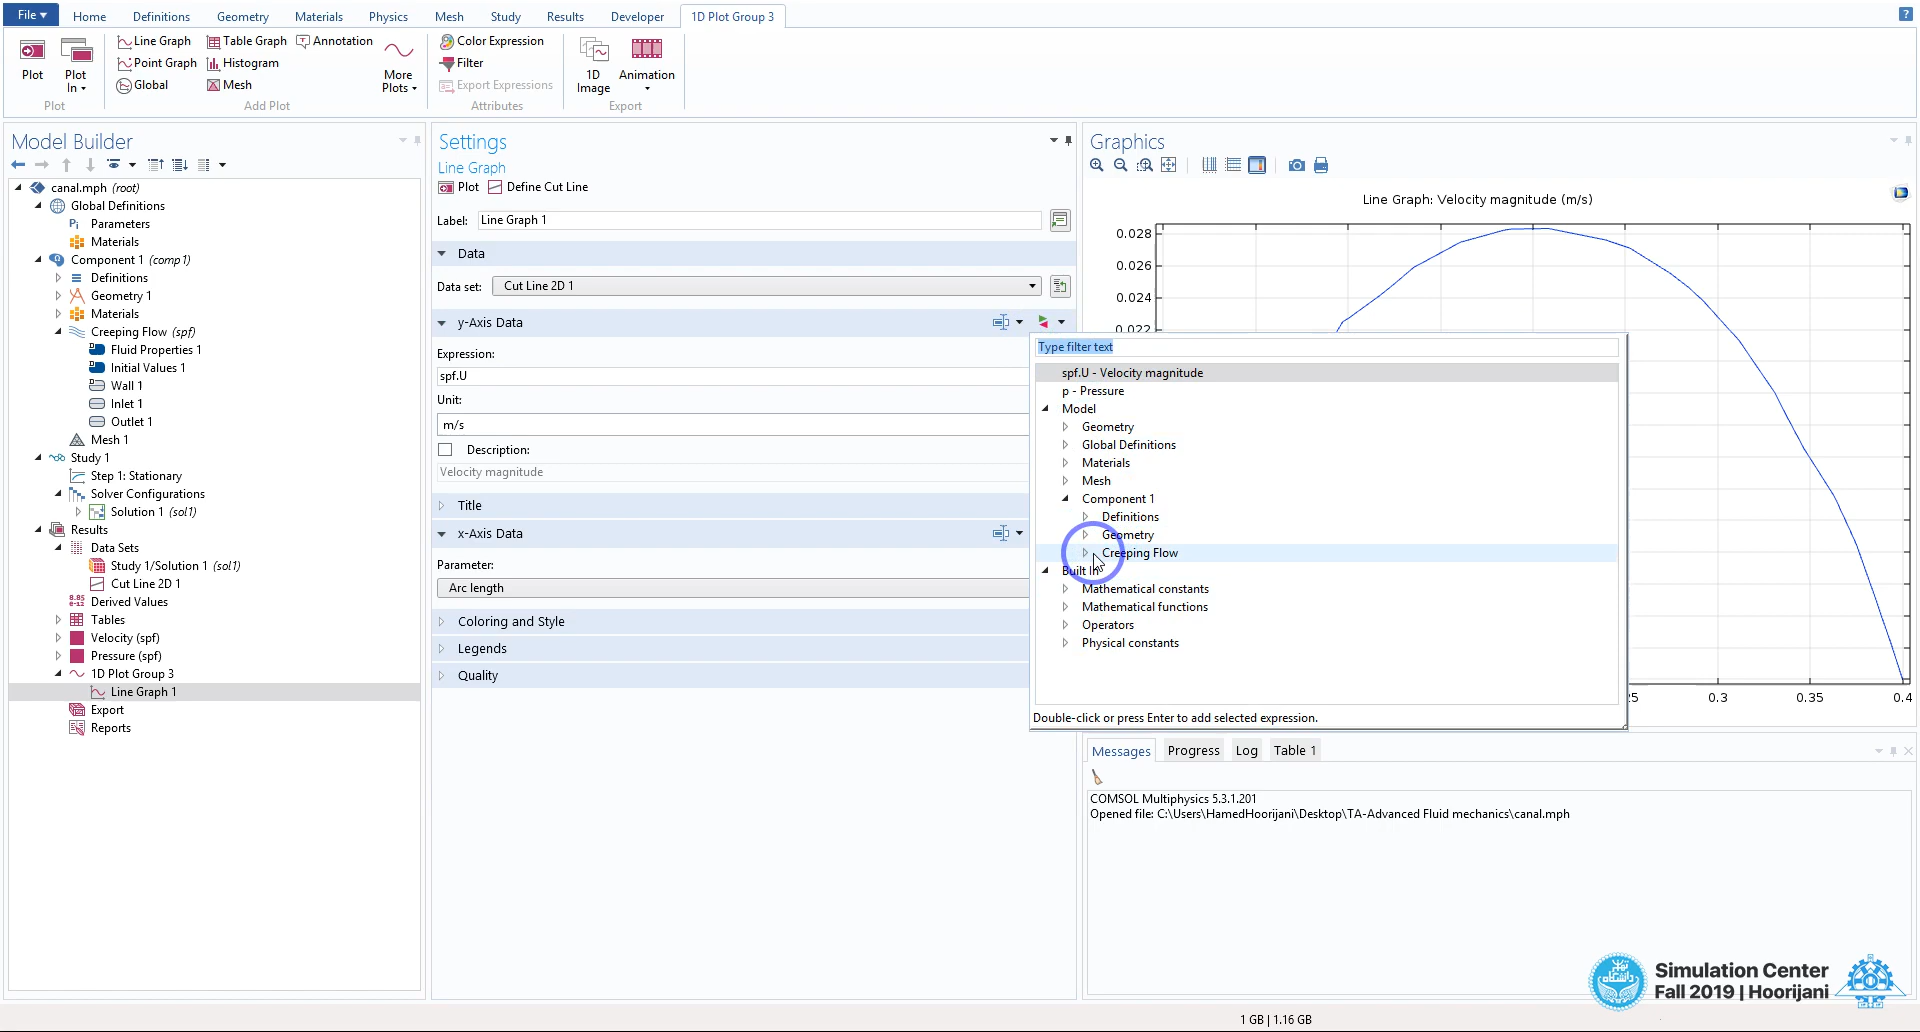 File
Home
Definitions
Geometry
Materials
Physics
Mesh
Study
Results
Developer
1D Plot Group 3
?
Plot
Plot In
Line Graph
Point Graph
Global
Table Graph
Histogram
Mesh
Annotation
More Plots
Color Expression
Filter
Export Expressions
1D Image
Animation
Plot
Add Plot
Attributes
Export
Model Builder
canal.mph (root)
Global Definitions
Pi Parameters
Materials
Component 1 (comp1)
Definitions
Geometry 1
Materials
Creeping Flow (spf)
Fluid Properties 1
Initial Values 1
Wall 1
Inlet 1
Outlet 1
Mesh 1
Study 1
Step 1: Stationary
Solver Configurations
Solution 1 (sol1)
Results
Data Sets
Study 1/Solution 1 (sol1)
Cut Line 2D 1
8.85 e-12 Derived Values
Tables
Velocity (spf)
Pressure (spf)
1D Plot Group 3
Line Graph 1
Export
Reports
Settings
Line Graph
Plot
Define Cut Line
Label: Line Graph 1
Data
Data set: Cut Line 2D 1
y-Axis Data
Expression:
spf.U
Unit:
m/s
Description:
Velocity magnitude
Title
x-Axis Data
Parameter:
Arc length
Coloring and Style
Legends
Quality
Type filter text
spf.U - Velocity magnitude
p - Pressure
Model
Geometry
Global Definitions
Materials
Mesh
Component 1
Definitions
Geometry
Creeping Flow
Built In
Mathematical constants
Mathematical functions
Operators
Physical constants
Double-click or press Enter to add selected expression.
Graphics
Line Graph: Velocity magnitude (m/s)
0.028
0.026
0.024
0.022
0.3
0.35
0.4
Messages
Progress
Log
Table 1
COMSOL Multiphysics 5.3.1.201
Opened file: C:\Users\HamedHoorijani\Desktop\TA-Advanced Fluid mechanics\canal.mph
Simulation Center
Fall 2019 | Hoorijani
1 GB | 1.16 GB